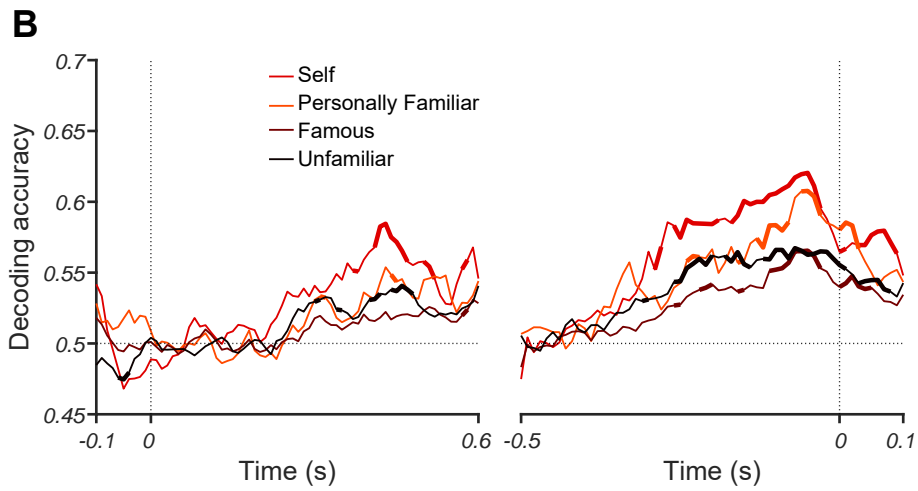 B
Decoding accuracy
0.7
0.65
0.6
0.55
0.5
0.45
Self
Personally Familiar
Famous
Unfamiliar
-0.1 0 0.6
-0.5 0 0.1
Time (s) Time (s)